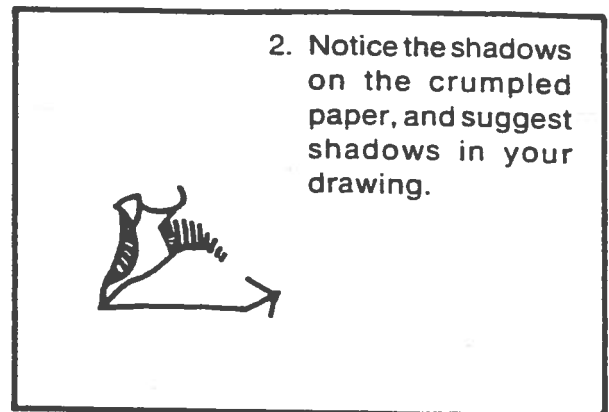 2. Notice the shadows
on the crumpled
paper, and suggest
shadows in your
drawing.